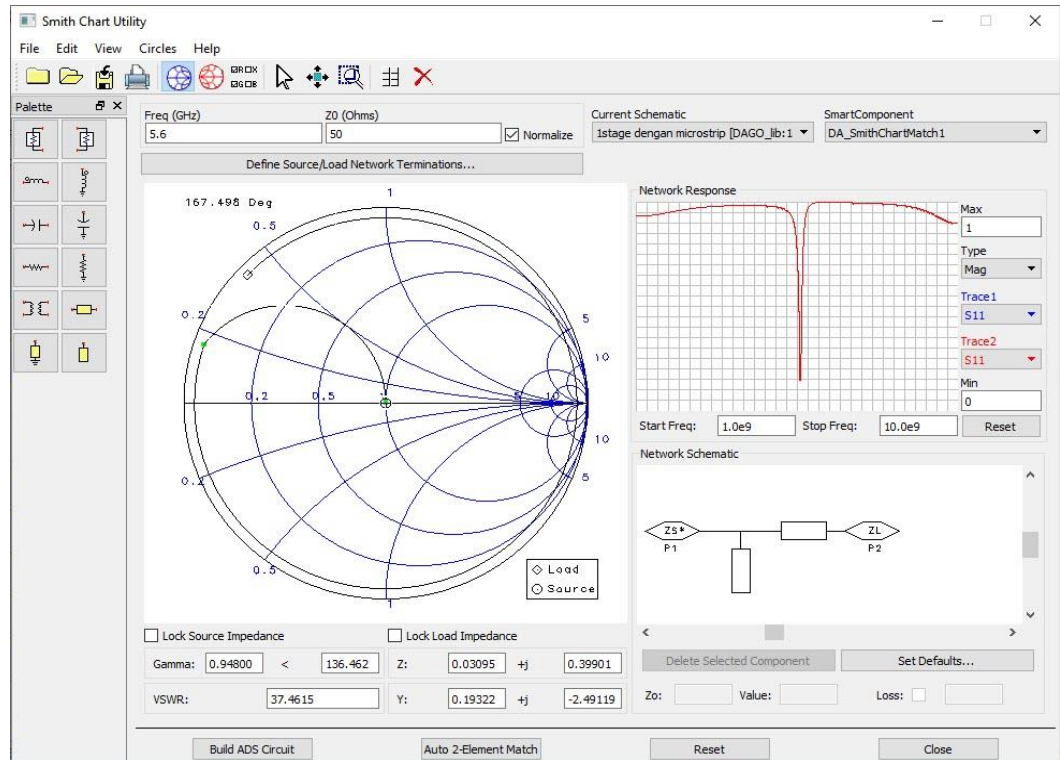 Smith Chart Utility
File Edit View Circles Help
Palette
Freq (GHz)
Z0 (Ohms)
5.6
50
Normalize
Current Schematic
SmartComponent
1stage dengan microstrip [DAGO_lib:1
DA_SmithChartMatch1
Define Source/Load Network Terminations...
167.498 Deg
1
0.5
0.2
5
10
0.2
0.5
5
10
10
5
0.2
0.5
1
Load
Source
Network Response
Max
1
Type
Mag
Trace1
S11
Trace2
S11
Min
0
Start Freq: 1.0e9 Stop Freq: 10.0e9 Reset
Network Schematic
ZS*
P1
ZL
P2
Lock Source Impedance
Lock Load Impedance
Gamma: 0.94800 < 136.462 Z: 0.03095 +j 0.39901
VSWR: 37.4615 Y: 0.19322 +j -2.49119
Delete Selected Component
Set Defaults...
Zo: Value: Loss:
Build ADS Circuit
Auto 2-Element Match
Reset
Close